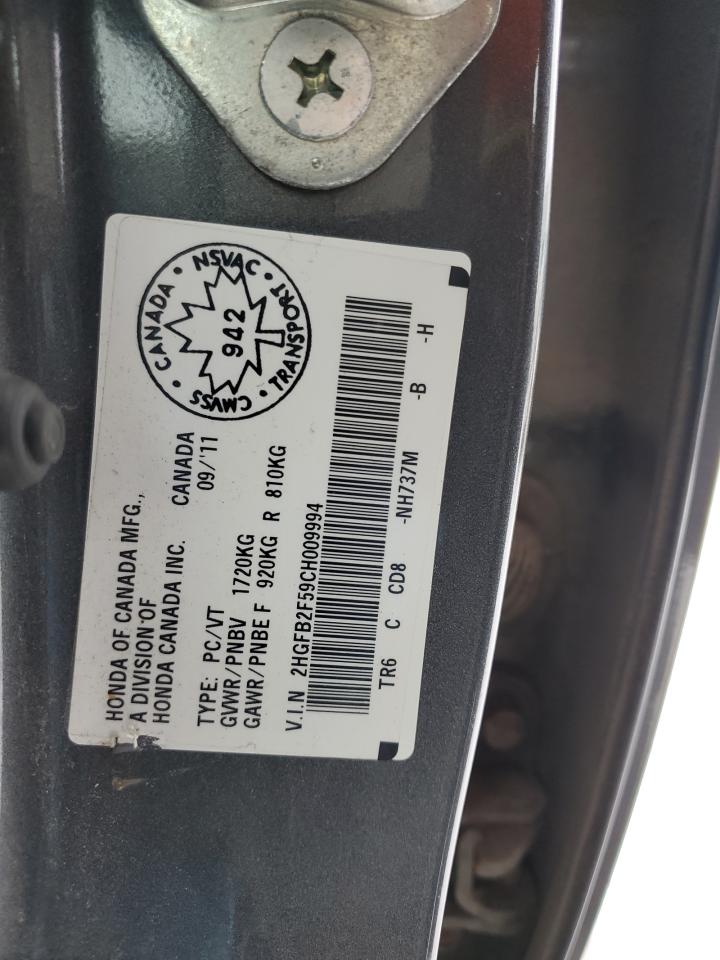 HONDA OF CANADA MFG.,
A DIVISION OF
HONDA CANADA INC.
CANADA
09/'11
TYPE: PC/VT
GVWR/PNBV 1720KG
GAWR/PNBE F 920KG R 810KG
V.I.N 2HGFB2F59CH009994
TR6 C CD8 -NH737M -B -H
CANADA • NSVAC • TRANSPORT • CMVSS •
942